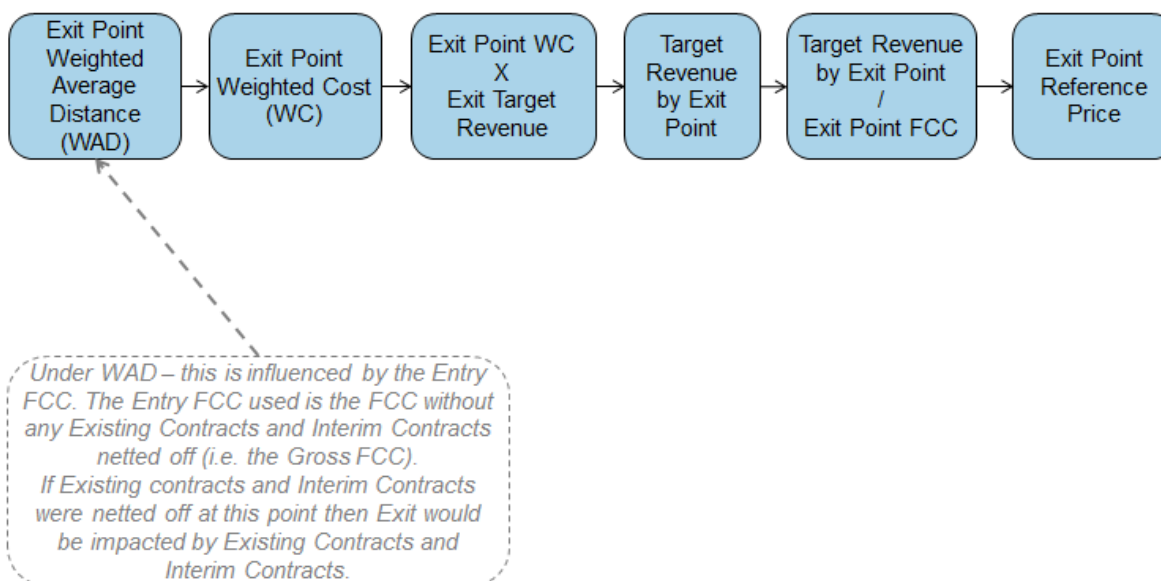 Exit Point
Weighted
Average
Distance
(WAD)
Exit Point
Weighted Cost
(WC)
Exit Point WC
X
Exit Target
Revenue
Target
Revenue
by Exit
Point
Target Revenue
by Exit Point
/
Exit Point FCC
Exit Point
Reference
Price
Under WAD – this is influenced by the Entry
FCC. The Entry FCC used is the FCC without
any Existing Contracts and Interim Contracts
netted off (i.e. the Gross FCC).
If Existing contracts and Interim Contracts
were netted off at this point then Exit would
be impacted by Existing Contracts and
Interim Contracts.